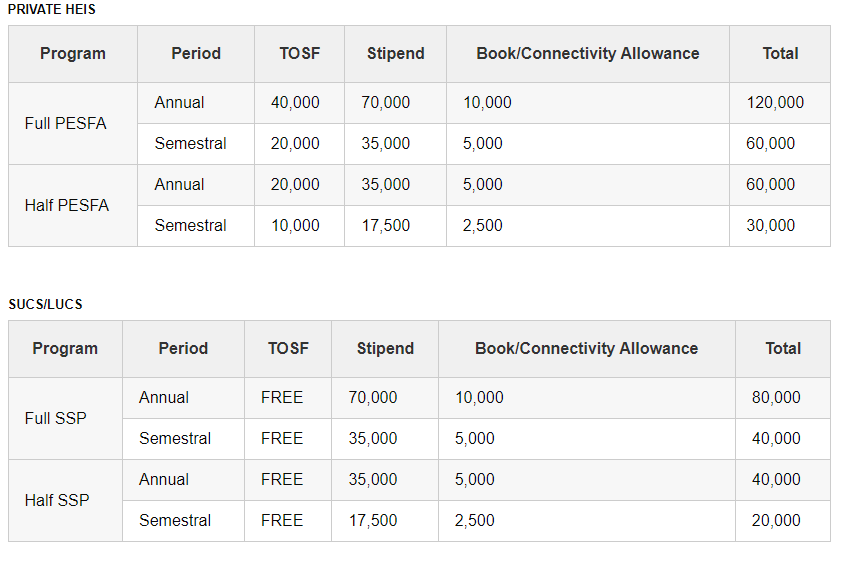 PRIVATE HEIS
Program Period TOSF Stipend Book/Connectivity Allowance Total
Full PESFA
Annual 40,000 70,000 10,000 120,000
Semestral 20,000 35,000 5,000 60,000
Half PESFA
Annual 20,000 35,000 5,000 60,000
Semestral 10,000 17,500 2,500 30,000
SUCS/LUCS
Program Period TOSF Stipend Book/Connectivity Allowance Total
Full SSP
Annual FREE 70,000 10,000 80,000
Semestral FREE 35,000 5,000 40,000
Half SSP
Annual FREE 35,000 5,000 40,000
Semestral FREE 17,500 2,500 20,000